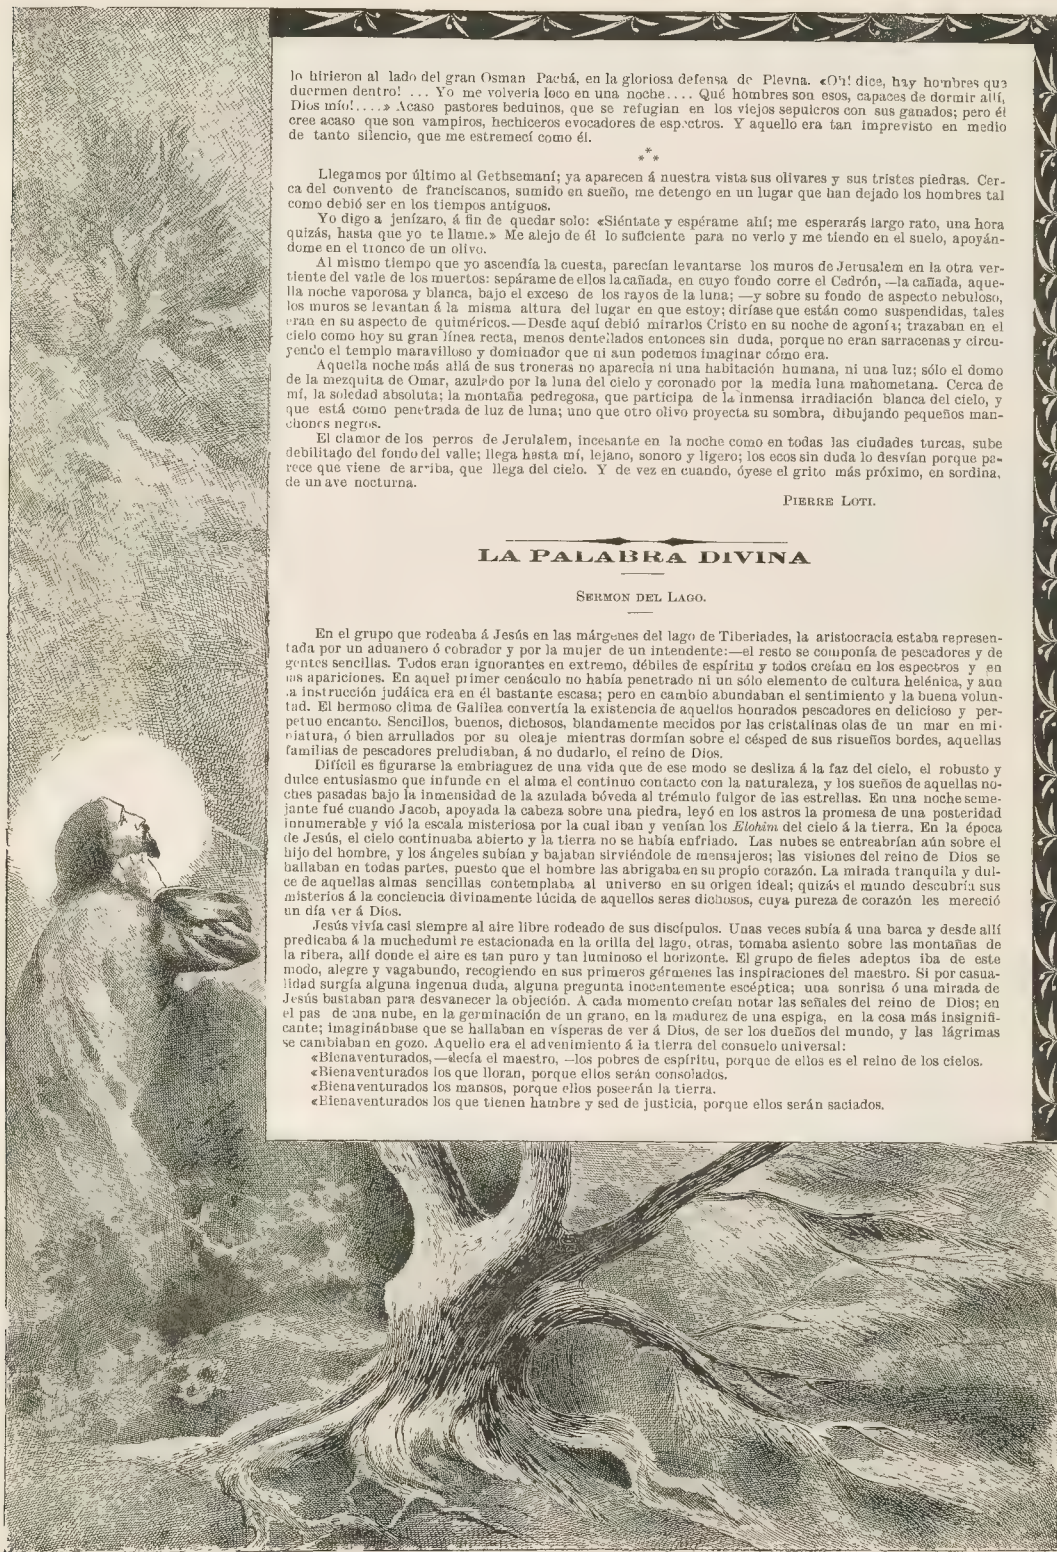 lo hirieron al lado del gran Osman Pachá, en la gloriosa defensa de Plevna. «Oh! dice, hay hombres que
duermen dentro! ... Yo me volveria loco en una noche.... Qué hombres son esos, capaces de dormir allí,
Dios mío!....» Acaso pastores beduinos, que se refugian en los viejos sepulcros con sus ganados; pero él
cree acaso que son vampiros, hechiceros evocadores de espectros. Y aquello era tan imprevisto en medio
de tanto silencio, que me estremecí como él.
***
Llegamos por último al Gethsemaní; ya aparecen á nuestra vista sus olivares y sus tristes piedras. Cer-
ca del convento de franciscanos, sumido en sueño, me detengo en un lugar que han dejado los hombres tal
como debió ser en los tiempos antiguos.
Yo digo a jenízaro, á fin de quedar solo: «Siéntate y espérame ahí; me esperarás largo rato, una hora
quizás, hasta que yo te llame.» Me alejo de él lo suficiente para no verlo y me tiendo en el suelo, apoyán-
dome en el tronco de un olivo.
Al mismo tiempo que yo ascendía la cuesta, parecían levantarse los muros de Jerusalem en la otra ver-
tiente del valle de los muertos: sepárame de ellos la cañada, en cuyo fondo corre el Cedrón, —la cañada, aque-
lla noche vaporosa y blanca, bajo el exceso de los rayos de la luna; —y sobre su fondo de aspecto nebuloso,
los muros se levantan á la misma altura del lugar en que estoy; diríase que están como suspendidas, tales
eran en su aspecto de quiméricos.—Desde aquí debió mirarlos Cristo en su noche de agonía; trazaban en el
cielo como hoy su gran línea recta, menos dentellados entonces sin duda, porque no eran sarracenas y circu-
yendo el templo maravilloso y dominador que ni aun podemos imaginar cómo era.
Aquella noche más allá de sus troneras no aparecía ni una habitación humana, ni una luz; sólo el domo
de la mezquita de Omar, azulado por la luna del cielo y coronado por la media luna mahometana. Cerca de
mí, la soledad absoluta; la montaña pedregosa, que participa de la inmensa irradiación blanca del cielo, y
que está como penetrada de luz de luna; uno que otro olivo proyecta su sombra, dibujando pequeños man-
chones negros.
El clamor de los perros de Jerulalem, incesante en la noche como en todas las ciudades turcas, sube
debilitado del fondo del valle; llega hasta mí, lejano, sonoro y ligero; los ecos sin duda lo desvían porque pa-
rece que viene de arriba, que llega del cielo. Y de vez en cuando, óyese el grito más próximo, en sordina,
de un ave nocturna.
PIERRE LOTI.
LA PALABRA DIVINA
SERMON DEL LAGO.
En el grupo que rodeaba á Jesús en las márgenes del lago de Tiberiades, la aristocracia estaba represen-
tada por un aduanero ó cobrador y por la mujer de un intendente:—el resto se componía de pescadores y de
gentes sencillas. Todos eran ignorantes en extremo, débiles de espíritu y todos creían en los espectros y en
las apariciones. En aquel primer cenáculo no había penetrado ni un sólo elemento de cultura helénica, y aún
la instrucción judáica era en él bastante escasa; pero en cambio abundaban el sentimiento y la buena volun-
tad. El hermoso clima de Galilea convertía la existencia de aquellos honrados pescadores en delicioso y per-
petuo encanto. Sencillos, buenos, dichosos, blandamente mecidos por las cristalinas olas de un mar en mi-
niatura, ó bien arrullados por su oleaje mientras dormían sobre el césped de sus risueños bordes, aquellas
familias de pescadores preludiaban, á no dudarlo, el reino de Dios.
Difícil es figurarse la embriaguez de una vida que de ese modo se desliza á la faz del cielo, el robusto y
dulce entusiasmo que infunde en el alma el continuo contacto con la naturaleza, y los sueños de aquellas no-
ches pasadas bajo la inmensidad de la azulada bóveda al trémulo fulgor de las estrellas. En una noche seme-
jante fué cuando Jacob, apoyada la cabeza sobre una piedra, leyó en los astros la promesa de una posteridad
innumerable y vió la escala misteriosa por la cual iban y venían los Elohim del cielo á la tierra. En la época
de Jesús, el cielo continuaba abierto y la tierra no se había enfriado. Las nubes se entreabrían aún sobre el
hijo del hombre, y los ángeles subían y bajaban sirviéndole de mensajeros; las visiones del reino de Dios se
hallaban en todas partes, puesto que el hombre las abrigaba en su propio corazón. La mirada tranquila y dul-
ce de aquellas almas sencillas contemplaba al universo en su origen ideal; quizás el mundo descubría sus
misterios á la conciencia divinamente lúcida de aquellos seres dichosos, cuya pureza de corazón les mereció
un día ver á Dios.
Jesús vivía casi siempre al aire libre rodeado de sus discípulos. Unas veces subía á una barca y desde allí
predicaba á la muchedumbre estacionada en la orilla del lago, otras, tomaba asiento sobre las montañas de
la ribera, allí donde el aire es tan puro y tan luminoso el horizonte. El grupo de fieles adeptos iba de este
modo, alegre y vagabundo, recogiendo en sus primeros gérmenes las inspiraciones del maestro. Si por casua-
lidad surgía alguna ingenua duda, alguna pregunta inocentemente escéptica; una sonrisa ó una mirada de
Jesús bastaban para desvanecer la objeción. A cada momento creían notar las señales del reino de Dios; en
el pas de una nube, en la germinación de un grano, en la madurez de una espiga, en la cosa más insignifi-
cante; imaginánbase que se hallaban en vísperas de ver á Dios, de ser los dueños del mundo, y las lágrimas
se cambiaban en gozo. Aquello era el advenimiento á la tierra del consuelo universal:
«Bienaventurados,—decía el maestro, —los pobres de espíritu, porque de ellos es el reino de los cielos.
«Bienaventurados los que lloran, porque ellos serán consolados.
«Bienaventurados los mansos, porque ellos poseerán la tierra.
«Bienaventurados los que tienen hambre y sed de justicia, porque ellos serán saciados.